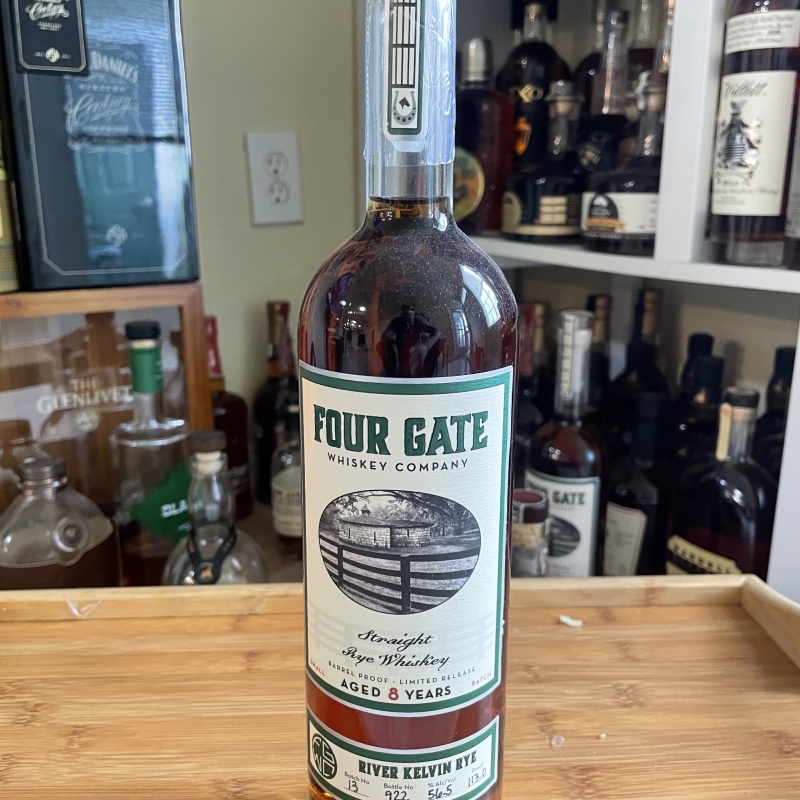 FOUR GATE
WHISKEY COMPANY
Straight
Rye Whiskey
BARREL PROOF · LIMITED RELEASE
SMALL BATCH
AGED 8 YEARS
RIVER KELVIN RYE
Batch No Bottle No % Alc/Vol Proof
13 922 56.5 113.0
THE
GLENLIVET
GATE
Willett